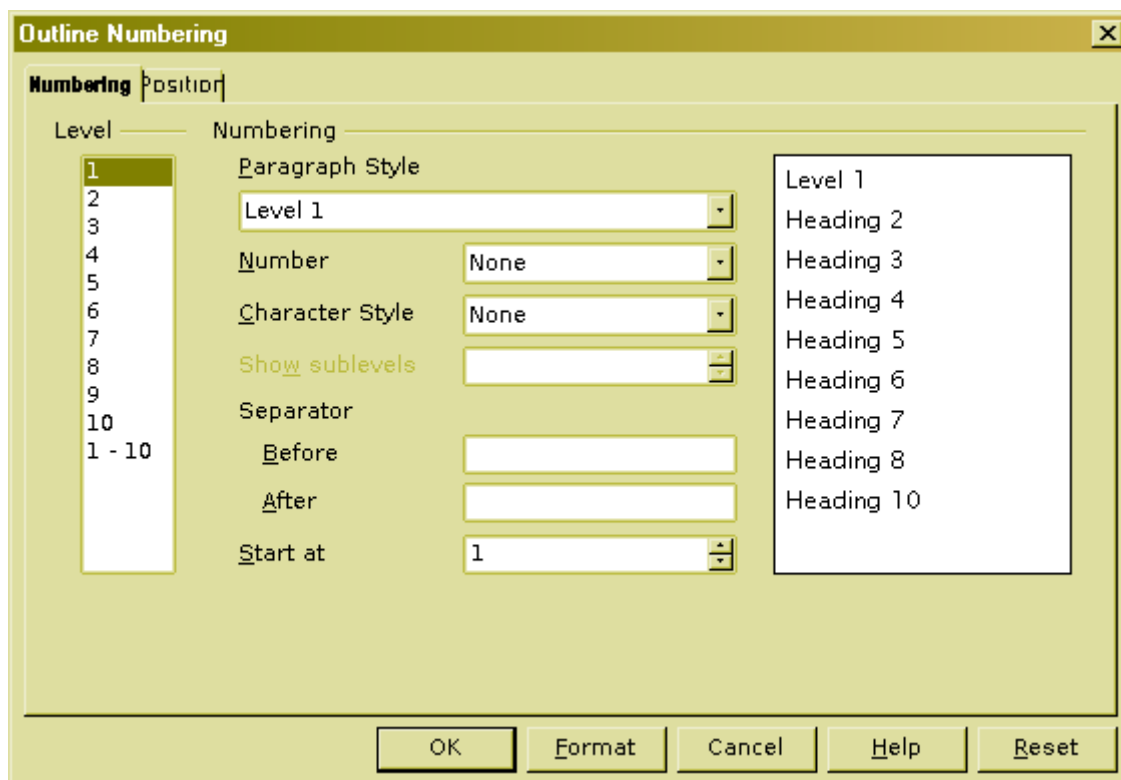 Outline Numbering
Numbering Position
Level
1
2
3
4
5
6
7
8
9
10
1 - 10
Numbering
Paragraph Style
Level 1
Number None
Character Style None
Show sublevels
Separator
Before
After
Start at 1
Level 1
Heading 2
Heading 3
Heading 4
Heading 5
Heading 6
Heading 7
Heading 8
Heading 10
OK Format Cancel Help Reset